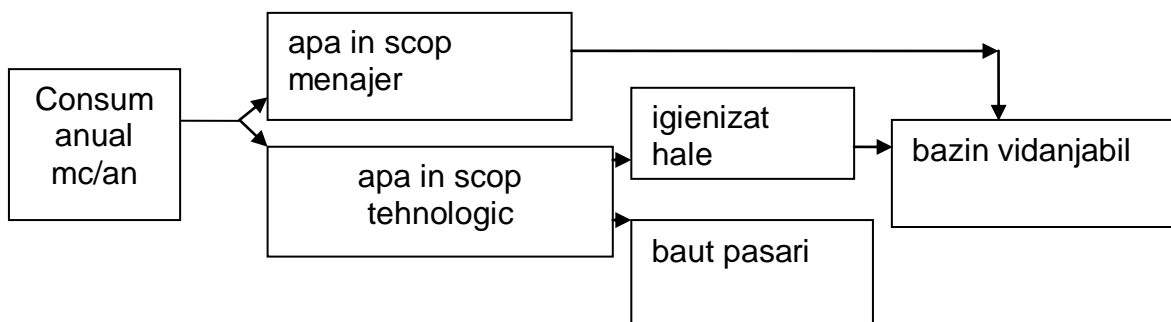 Consum
anual
mc/an
apa in scop
menajer
apa in scop
tehnologic
igienizat
hale
baut pasari
bazin vidanjabil